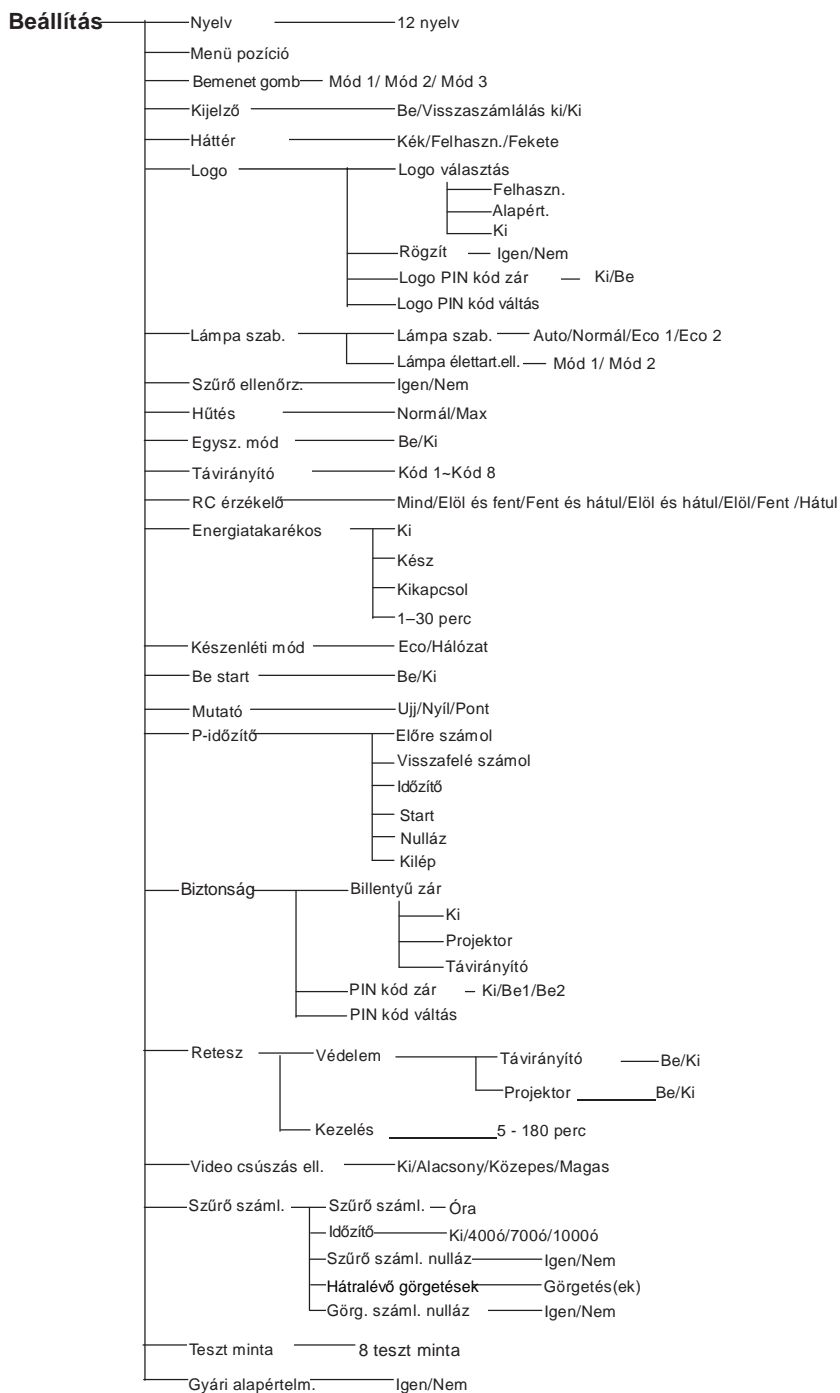 Beállítás Nyelv 12 nyelv
Menü pozíció
Bemenet gomb Mód 1/ Mód 2/ Mód 3
Kijelző Be/Visszaszámlálás ki/Ki
Háttér Kék/Felhaszn./Fekete
Logo Logo választás
Felhaszn.
Alapért.
Ki
Rögzít Igen/Nem
Logo PIN kód zár Ki/Be
Logo PIN kód váltás
Lámpa szab. Lámpa szab. Auto/Normál/Eco 1/Eco 2
Lámpa élettart.ell. Mód 1/ Mód 2
Szűrő ellenőrz. Igen/Nem
Hűtés Normál/Max
Egysz. mód Be/Ki
Távirányító Kód 1~Kód 8
RC érzékelő Mind/Elöl és fent/Fent és hátul/Elöl és hátul/Elöl/Fent /Hátul
Energiatakarékos Ki
Kész
Kikapcsol
1–30 perc
Készenléti mód Eco/Hálózat
Be start Be/Ki
Mutató Ujj/Nyíl/Pont
P-időzítő Előre számol
Visszafelé számol
Időzítő
Start
Nulláz
Kilép
Biztonság Billentyű zár
Ki
Projektor
Távirányító
PIN kód zár Ki/Be1/Be2
PIN kód váltás
Retesz Védelem Távirányító Be/Ki
Projektor Be/Ki
Kezelés 5 - 180 perc
Video csúszás ell. Ki/Alacsony/Közepes/Magas
Szűrő száml. Szűrő száml. Óra
Időzítő Ki/400ó/700ó/1000ó
Szűrő száml. nulláz Igen/Nem
Hátralévő görgetések Görgetés(ek)
Görg. száml. nulláz Igen/Nem
Teszt minta 8 teszt minta
Gyári alapértelm. Igen/Nem